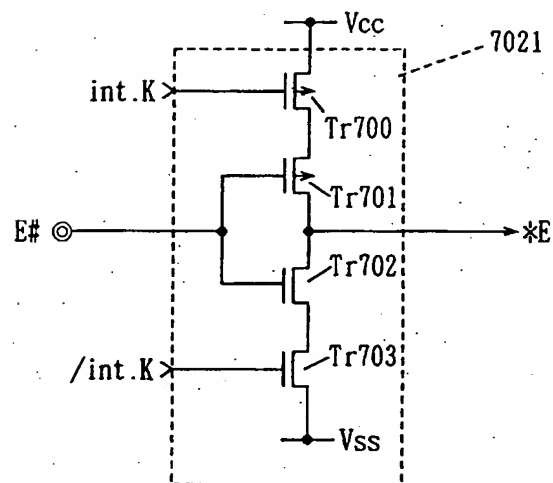 Vcc
7021
int.K
Tr700
Tr701
E#
※E
Tr702
/int.K
Tr703
Vss